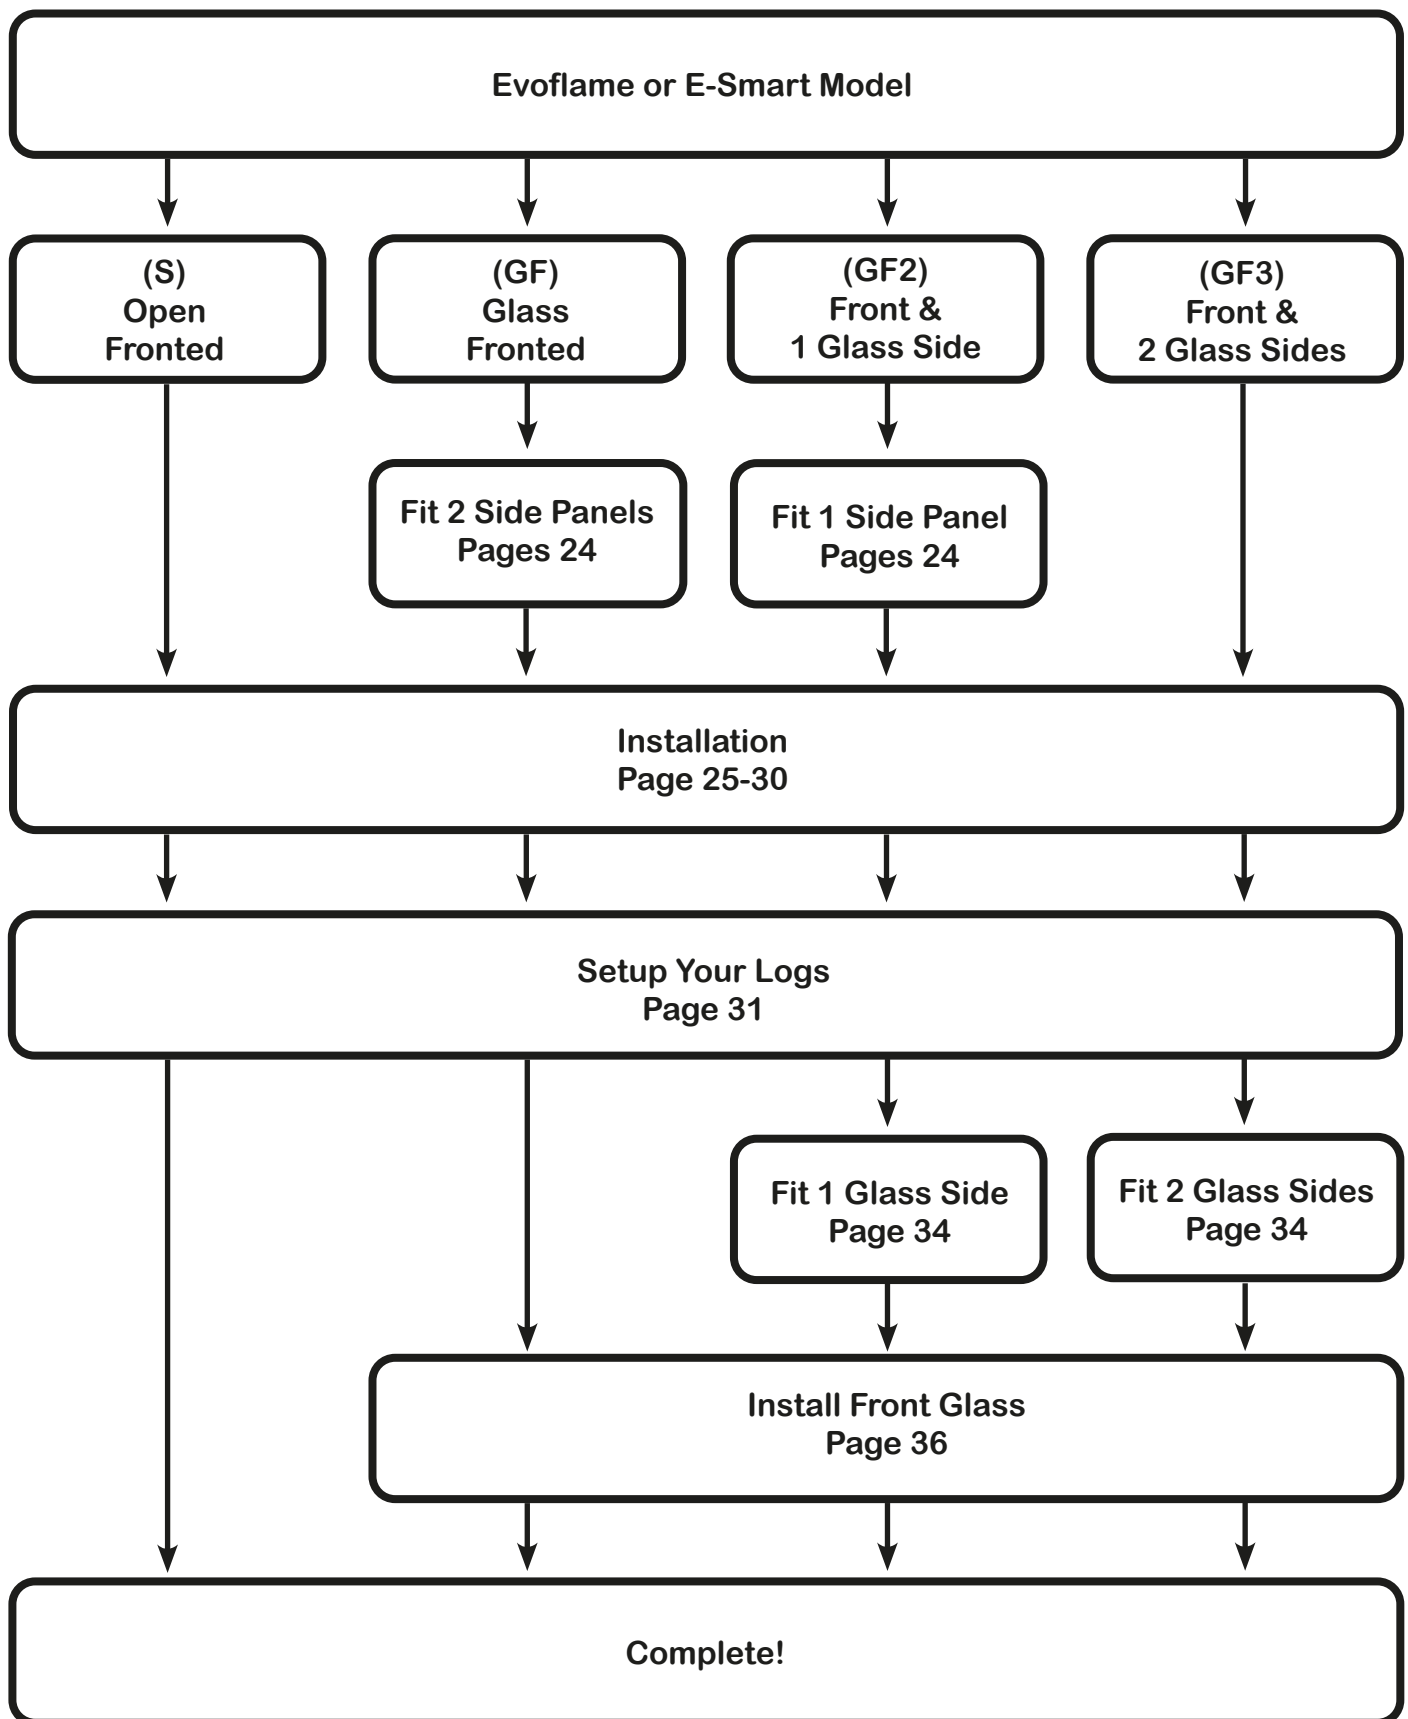 Evoflame or E-Smart Model
(S)
Open
Fronted
(GF)
Glass
Fronted
(GF2)
Front &
1 Glass Side
(GF3)
Front &
2 Glass Sides
Fit 2 Side Panels
Pages 24
Fit 1 Side Panel
Pages 24
Installation
Page 25-30
Setup Your Logs
Page 31
Fit 1 Glass Side
Page 34
Fit 2 Glass Sides
Page 34
Install Front Glass
Page 36
Complete!